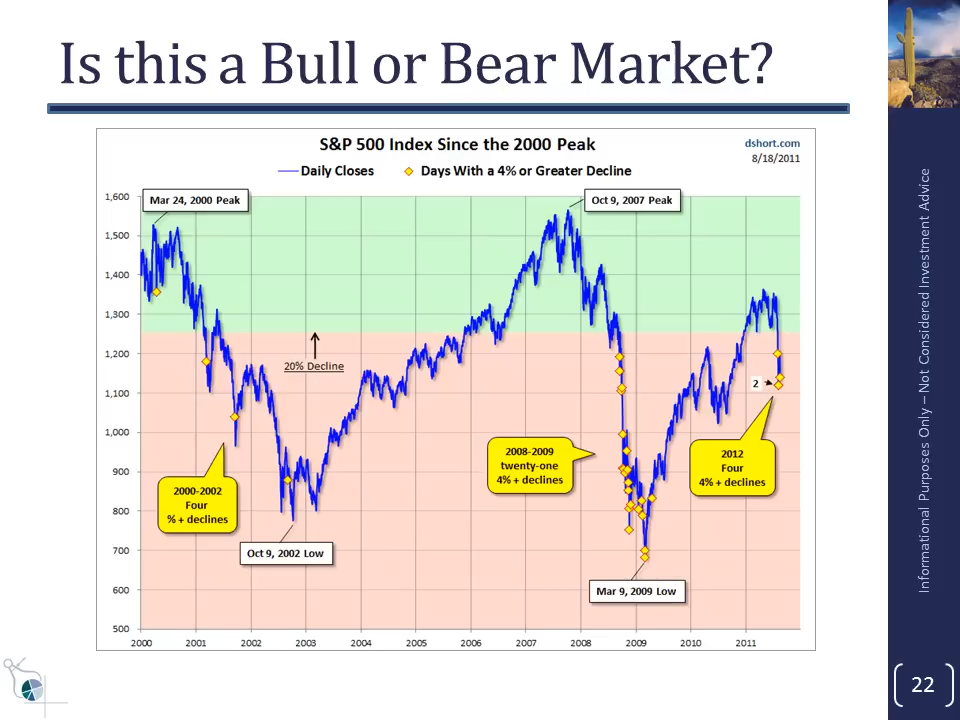 Is this a Bull or Bear Market?
S&P 500 Index Since the 2000 Peak
dshort.com
8/18/2011
Daily Closes
Days With a 4% or Greater Decline
1,600
1,500
1,400
1,300
1,200
1,100
1,000
900
800
700
600
500
Mar 24, 2000 Peak
Oct 9, 2007 Peak
20% Decline
2
2000-2002
Four
% + declines
Oct 9, 2002 Low
2008-2009
twenty-one
4% + declines
2012
Four
4% + declines
Mar 9, 2009 Low
2000
2001
2002
2003
2004
2005
2006
2007
2008
2009
2010
2011
Informational Purposes Only – Not Considered Investment Advice
22